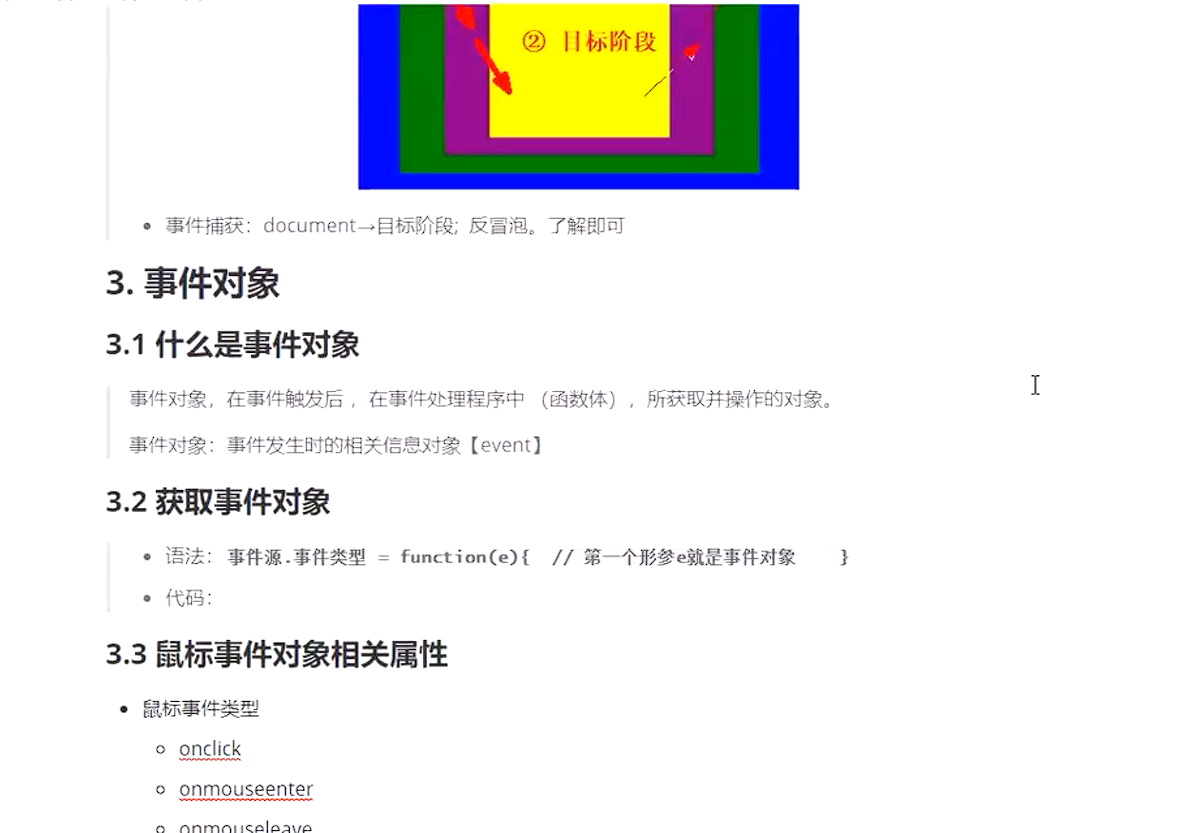 ② 目标阶段
事件捕获：document→目标阶段; 反冒泡。了解即可
3. 事件对象
3.1 什么是事件对象
事件对象，在事件触发后 ，在事件处理程序中 （函数体）, 所获取并操作的对象。
事件对象：事件发生时的相关信息对象【event】
3.2 获取事件对象
语法： 事件源.事件类型 = function(e){ // 第一个形参e就是事件对象 }
代码：
3.3 鼠标事件对象相关属性
鼠标事件类型
onclick
onmouseenter
onmouseleave